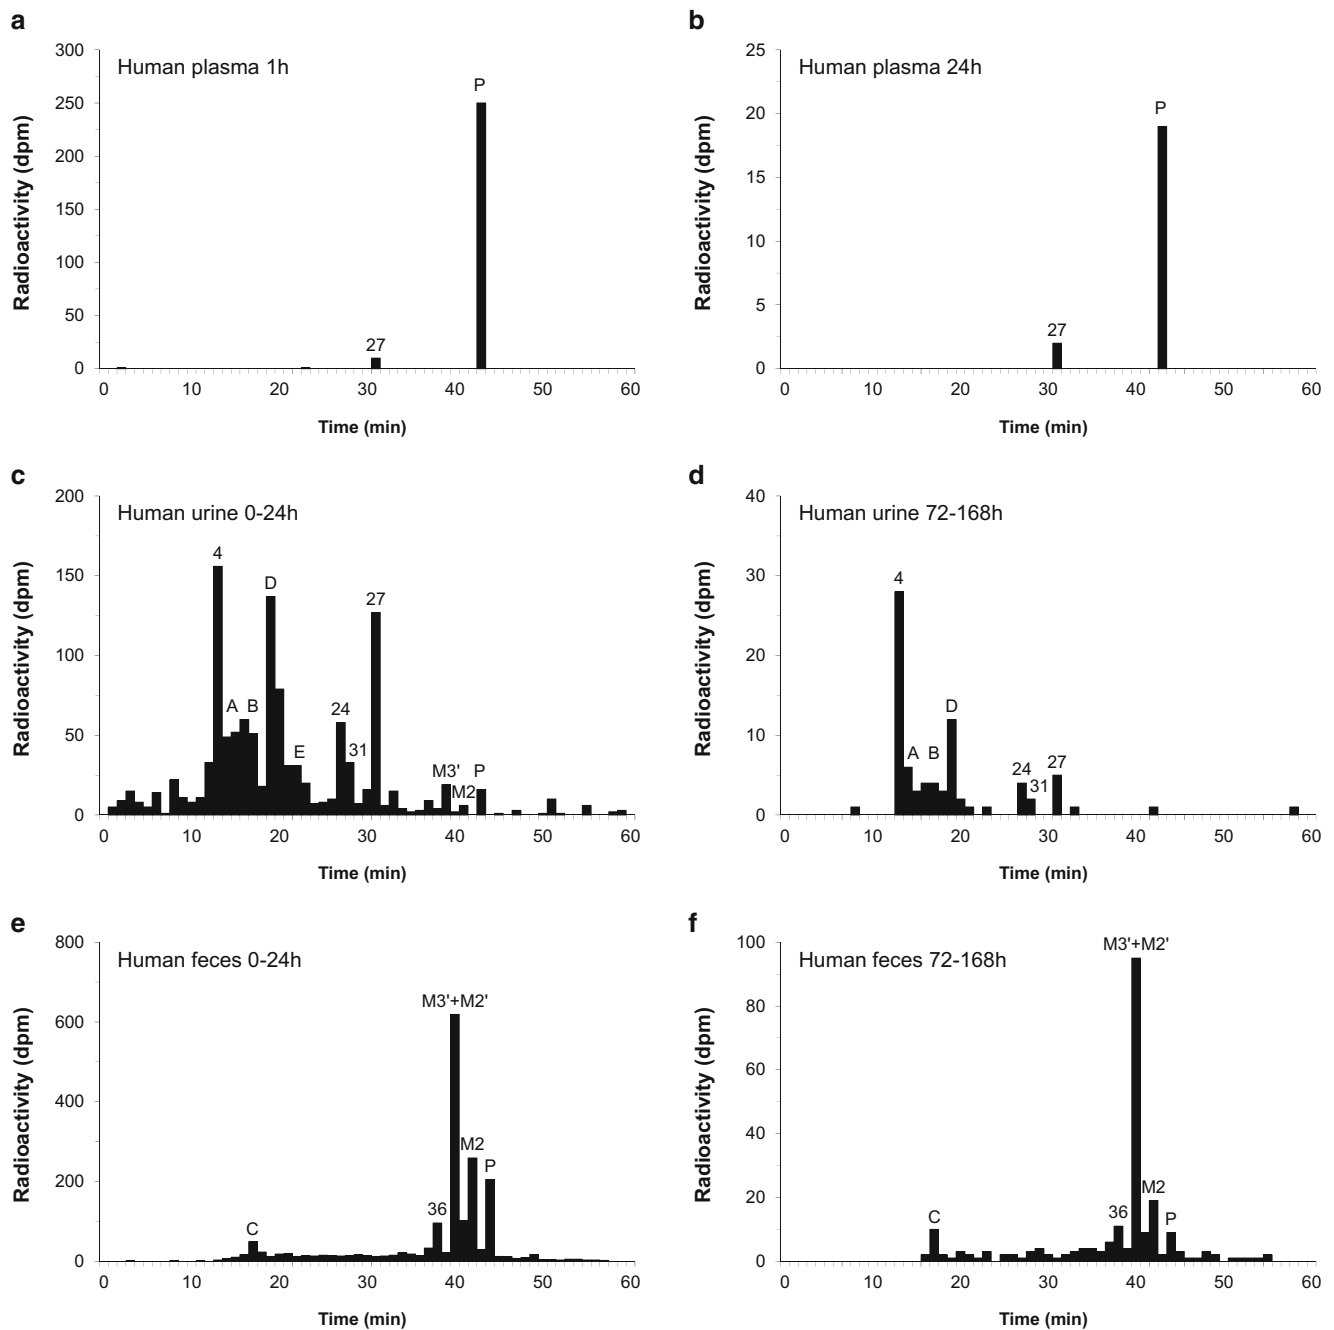 a
Human plasma 1h
Radioactivity (dpm)
300
250
200
150
100
50
0
P
27
0 10 20 30 40 50 60
Time (min)
b
Human plasma 24h
Radioactivity (dpm)
25
20
15
10
5
0
P
27
0 10 20 30 40 50 60
Time (min)
c
Human urine 0-24h
Radioactivity (dpm)
200
150
100
50
0
4
A B
D
E
24
31
27
M3'
M2
P
0 10 20 30 40 50 60
Time (min)
d
Human urine 72-168h
Radioactivity (dpm)
40
30
20
10
0
4
A B
D
24
31
27
0 10 20 30 40 50 60
Time (min)
e
Human feces 0-24h
Radioactivity (dpm)
800
600
400
200
0
C
36
M3'+M2'
M2
P
0 10 20 30 40 50 60
Time (min)
f
Human feces 72-168h
Radioactivity (dpm)
100
80
60
40
20
0
C
36
M3'+M2'
M2
P
0 10 20 30 40 50 60
Time (min)